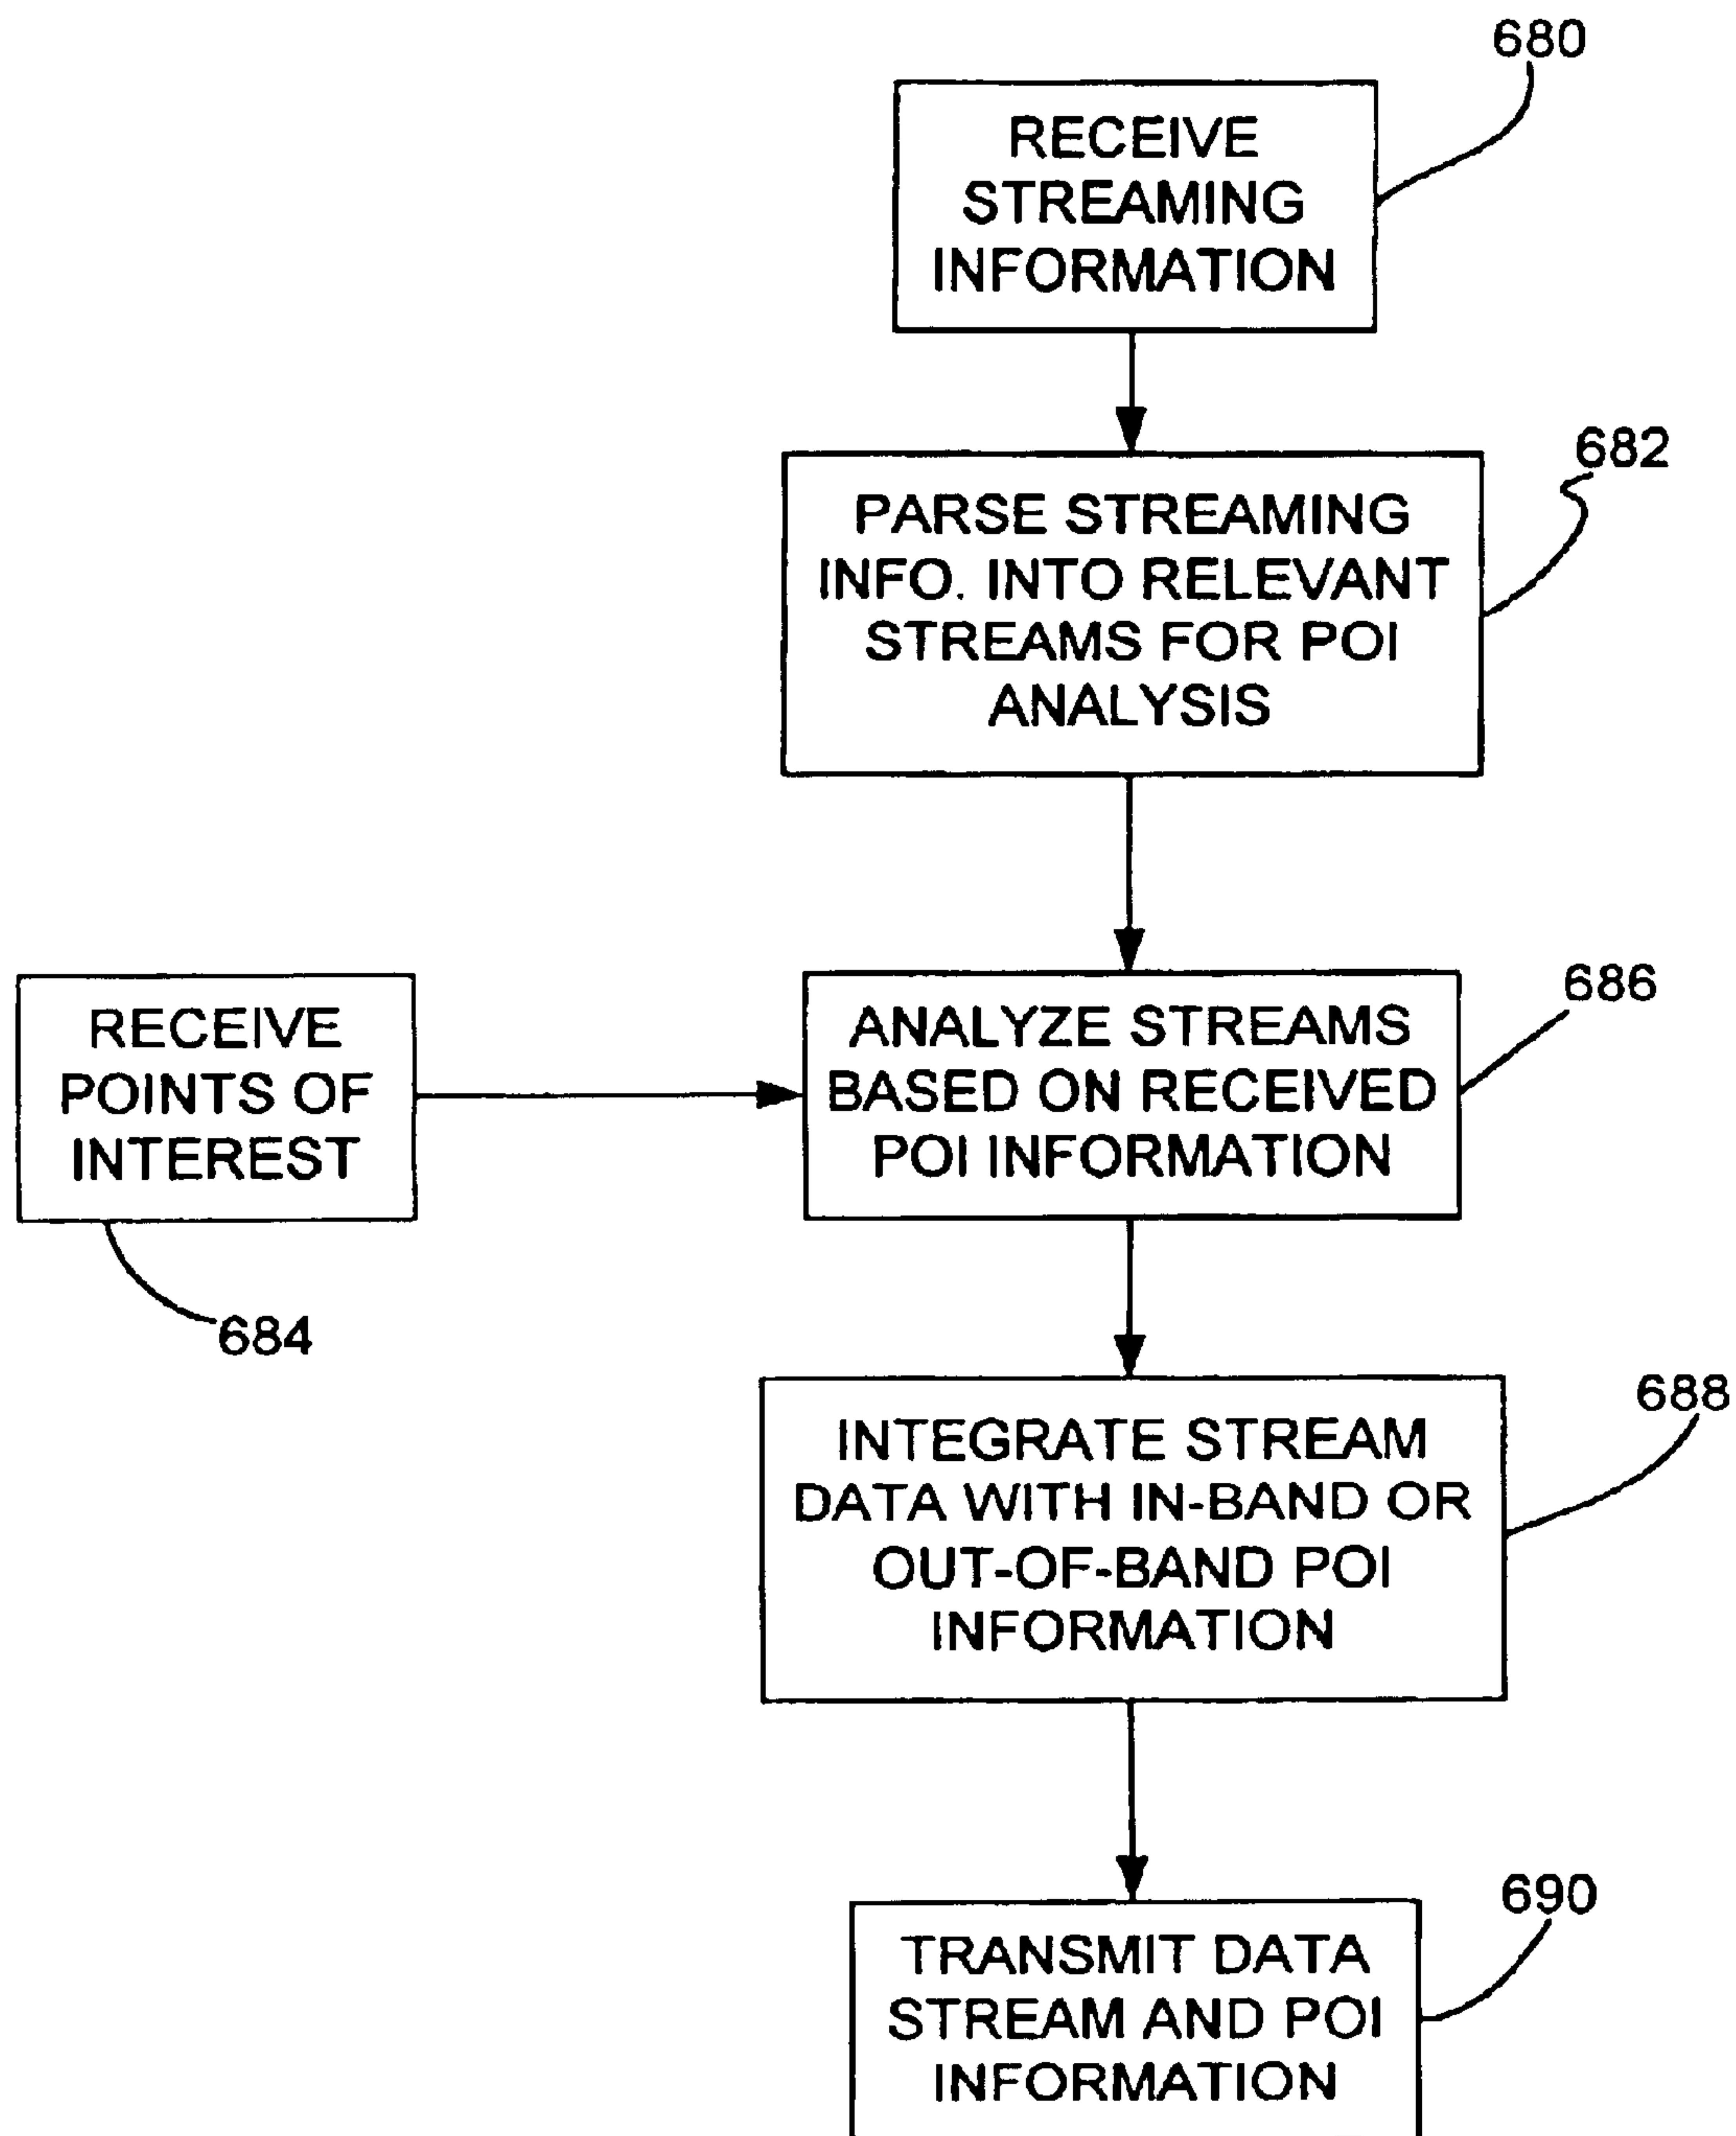 680
RECEIVE
STREAMING
INFORMATION
682
PARSE STREAMING
INFO. INTO RELEVANT
STREAMS FOR POI
ANALYSIS
RECEIVE
POINTS OF
INTEREST
684
686
ANALYZE STREAMS
BASED ON RECEIVED
POI INFORMATION
688
INTEGRATE STREAM
DATA WITH IN-BAND OR
OUT-OF-BAND POI
INFORMATION
690
TRANSMIT DATA
STREAM AND POI
INFORMATION